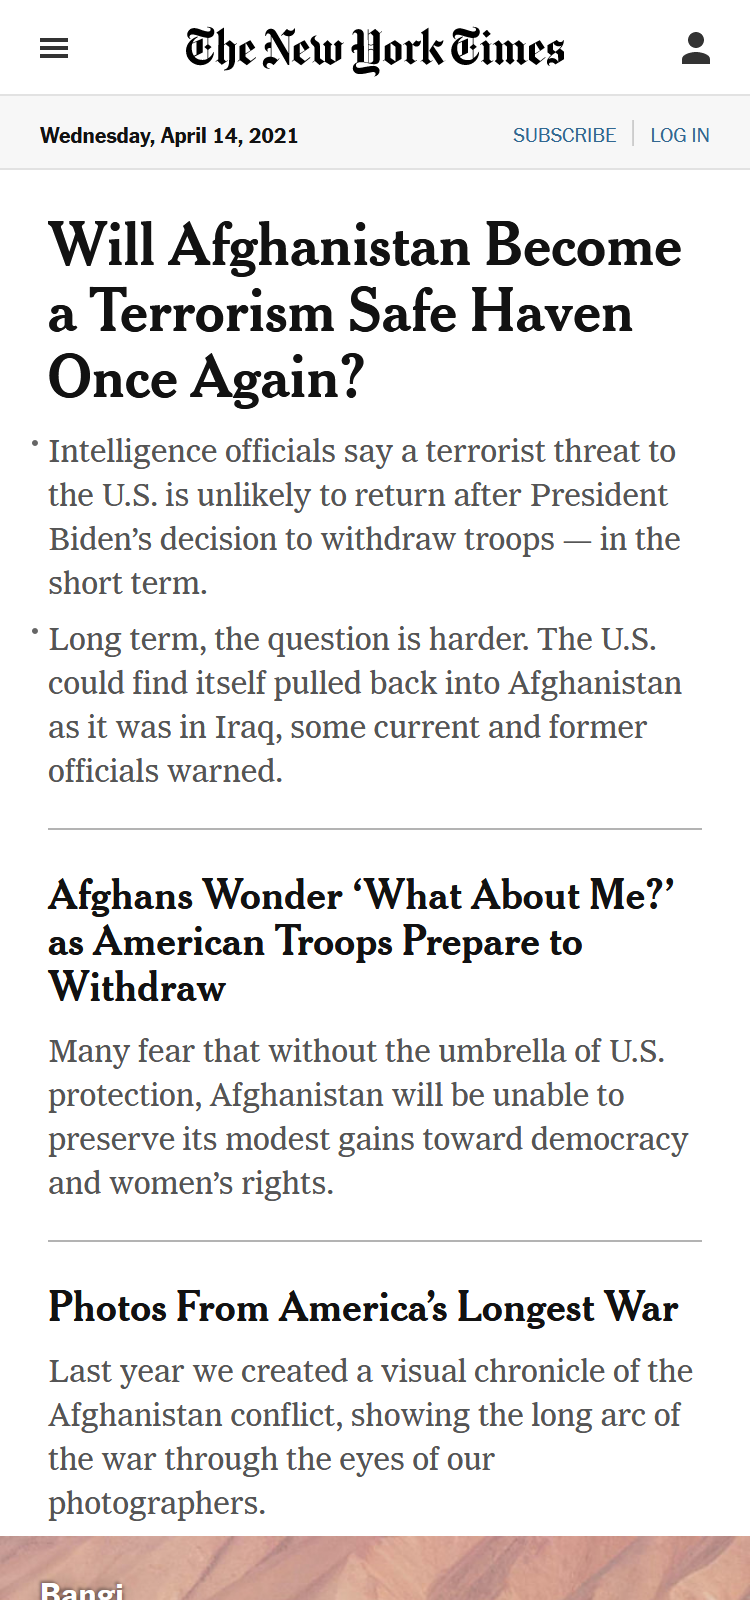 The New York Times
Wednesday, April 14, 2021
SUBSCRIBE
LOG IN
Will Afghanistan Become
a Terrorism Safe Haven
Once Again?
Intelligence officials say a terrorist threat to
the U.S. is unlikely to return after President
Biden’s decision to withdraw troops — in the
short term.
Long term, the question is harder. The U.S.
could find itself pulled back into Afghanistan
as it was in Iraq, some current and former
officials warned.
Afghans Wonder ‘What About Me?’
as American Troops Prepare to
Withdraw
Many fear that without the umbrella of U.S.
protection, Afghanistan will be unable to
preserve its modest gains toward democracy
and women’s rights.
Photos From America’s Longest War
Last year we created a visual chronicle of the
Afghanistan conflict, showing the long arc of
the war through the eyes of our
photographers.
Bangi